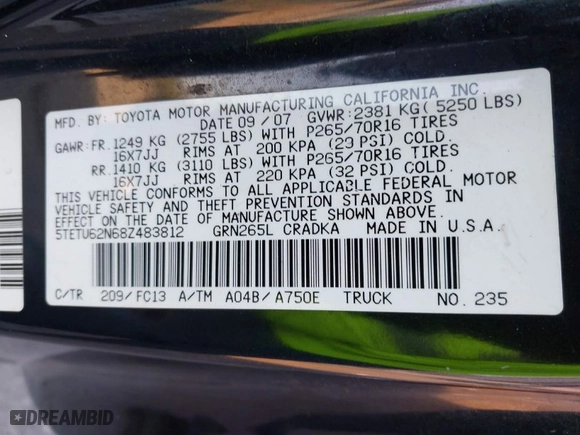 MFD. BY: TOYOTA MOTOR MANUFACTURING CALIFORNIA INC.
DATE 09 / 07 GVWR: 2381 KG( 5250 LBS)
GAWR: FR. 1249 KG (2755 LBS) WITH P265/70R16 TIRES
16X7JJ RIMS AT 200 KPA (23 PSI) COLD.
RR. 1410 KG (3110 LBS) WITH P265/70R16 TIRES
16X7JJ RIMS AT 220 KPA (32 PSI) COLD.
THIS VEHICLE CONFORMS TO ALL APPLICABLE FEDERAL MOTOR
VEHICLE SAFETY AND THEFT PREVENTION STANDARDS IN
EFFECT ON THE DATE OF MANUFACTURE SHOWN ABOVE.
5TETU62N68Z483812 GRN265L CRADKA MADE IN U.S.A.
C/TR 209/FC13 A/TM A04B/A750E TRUCK NO. 235
DREAMBID